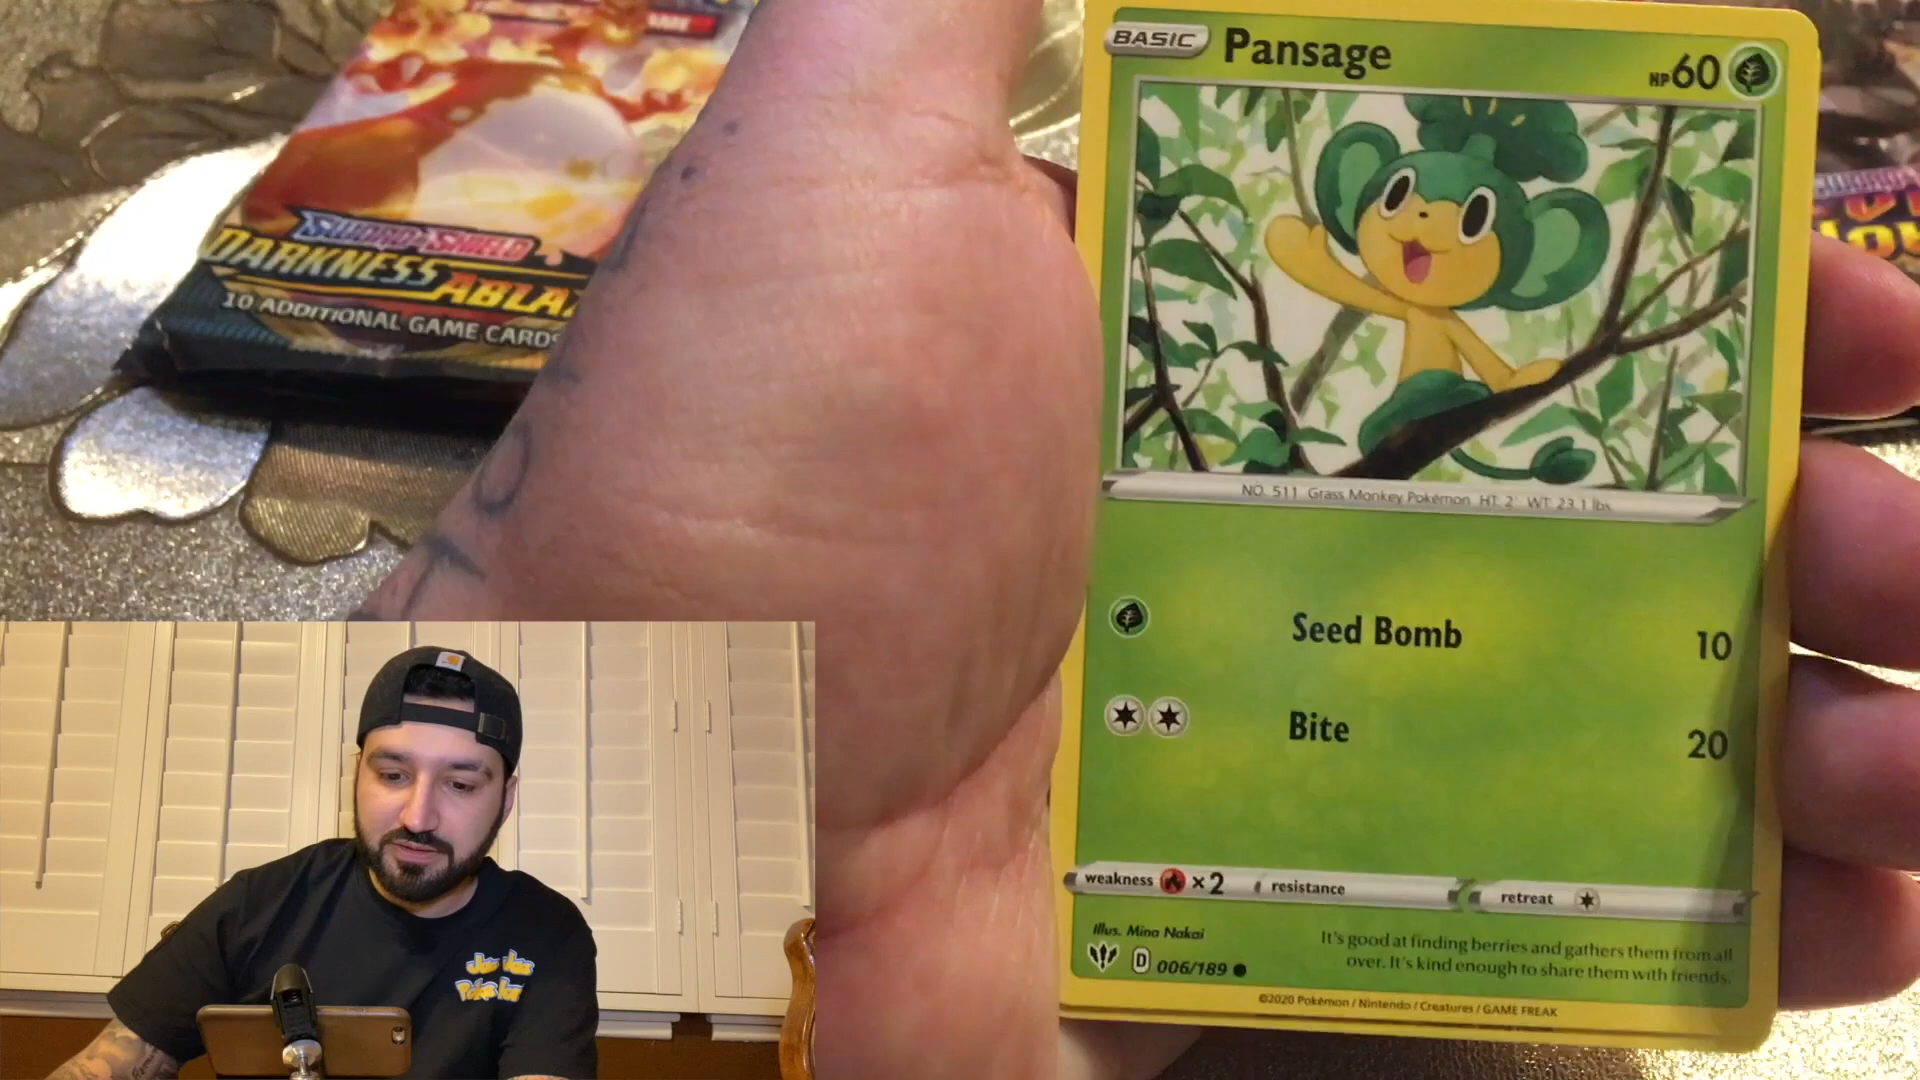 SWORD & SHIELD
DARKNESS
10 ADDITIONAL GAME CARDS
BASIC
Pansage
HP 60
NO. 511 Grass Monkey Pokémon HT. 2' WT. 23.1 lbs.
Seed Bomb 10
Bite 20
weakness ×2 resistance retreat
Illus. Mina Nakai
It's good at finding berries and gathers them from all
over. It's kind enough to share them with friends.
D 006/189
©2020 Pokémon / Nintendo / Creatures / GAME FREAK